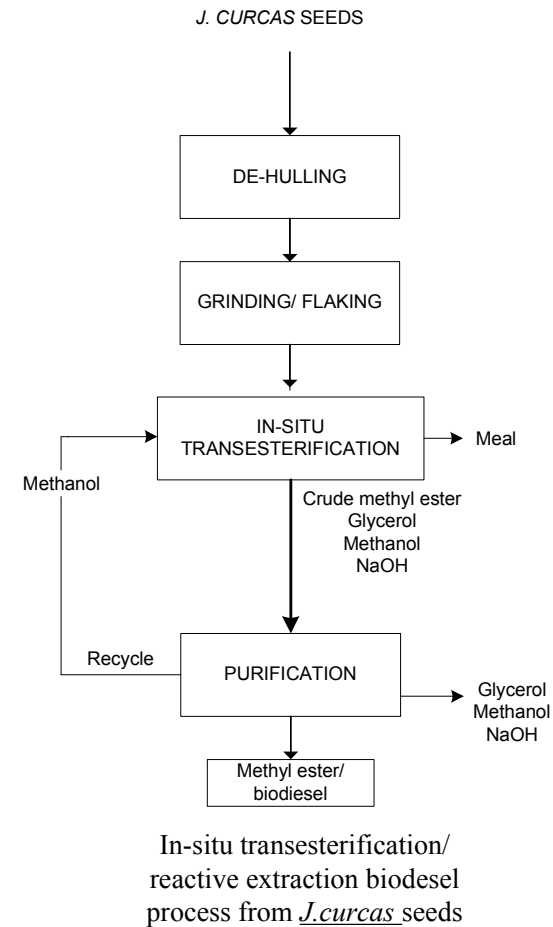 J. CURCAS SEEDS
DE-HULLING
GRINDING/ FLAKING
IN-SITU
TRANSESTERIFICATION
Meal
Methanol
Crude methyl ester
Glycerol
Methanol
NaOH
Recycle
PURIFICATION
Glycerol
Methanol
NaOH
Methyl ester/
biodiesel
In-situ transesterification/
reactive extraction biodesel
process from J.curcas seeds